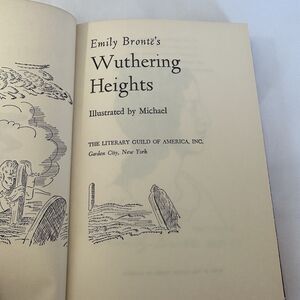 Emily Brontë's
Wuthering
Heights
Illustrated by Michael
THE LITERARY GUILD OF AMERICA, INC.
Garden City, New York